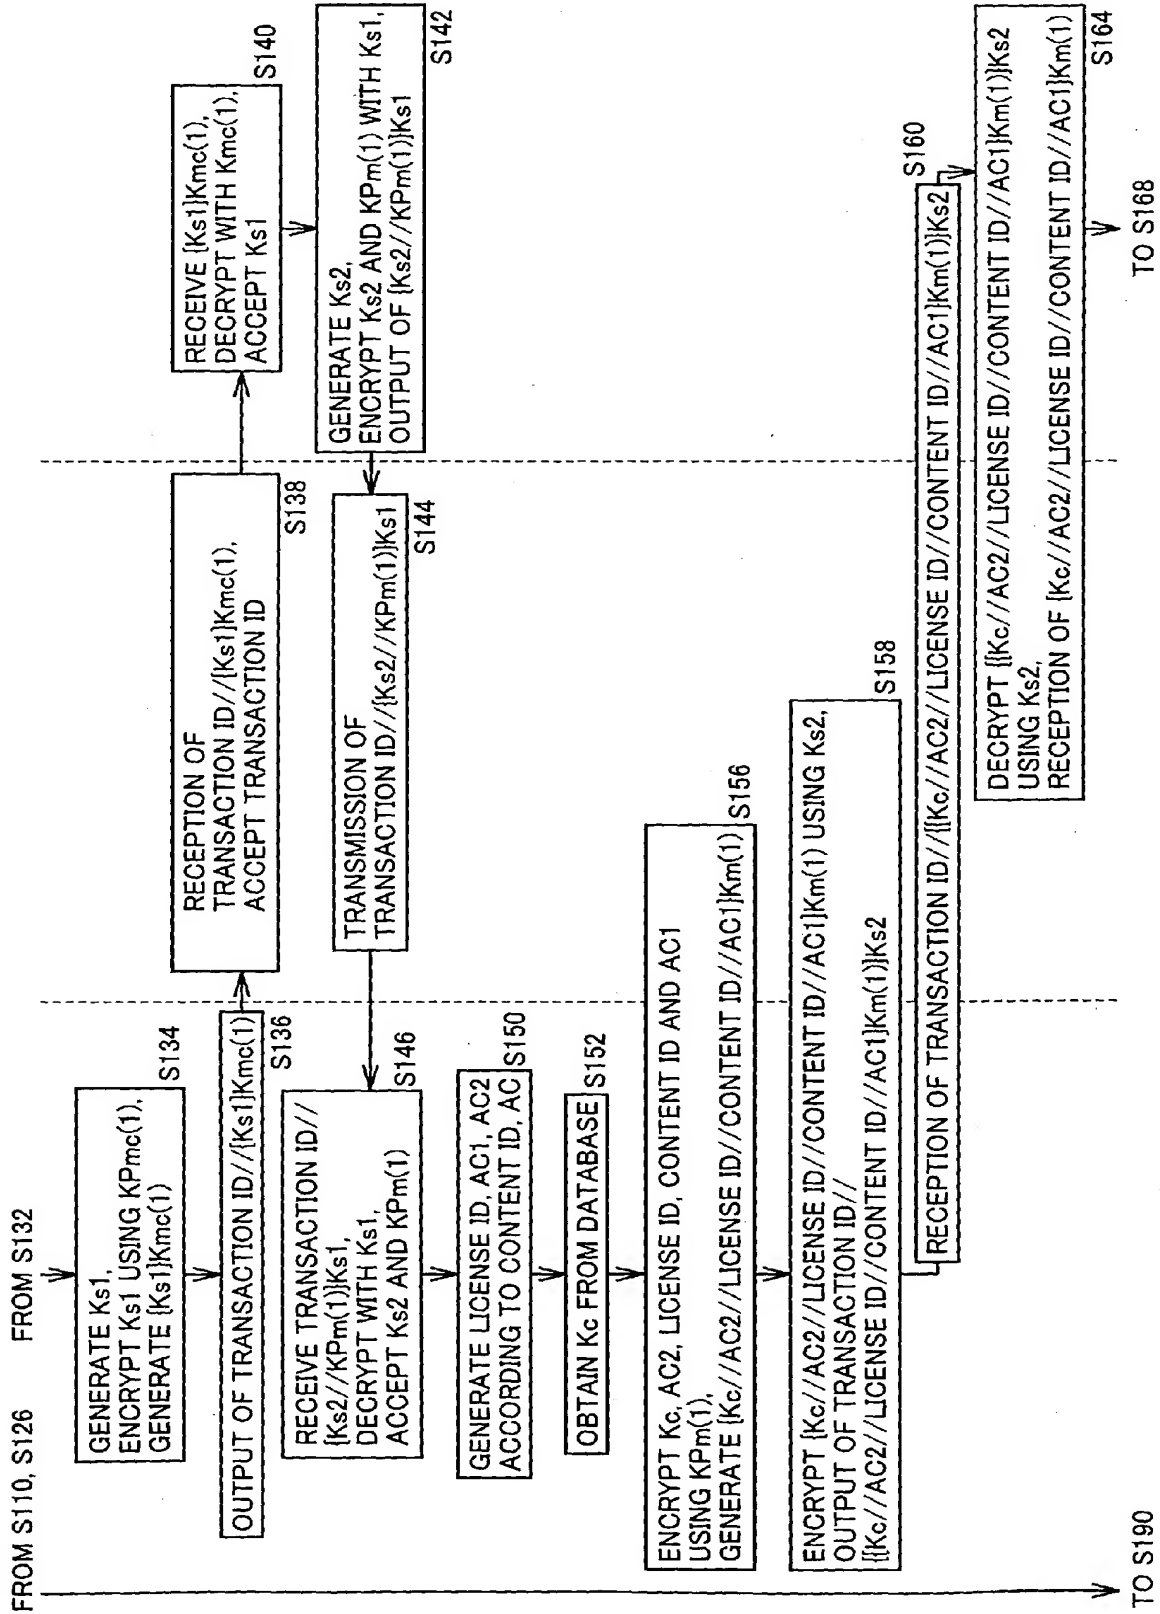 FROM S110, S126
FROM S132
GENERATE Ks1,
ENCRYPT Ks1 USING KPmc(1),
GENERATE {Ks1}Kmc(1)
S134
OUTPUT OF TRANSACTION ID//{Ks1}Kmc(1)
S136
RECEPTION OF
TRANSACTION ID//{Ks1}Kmc(1),
ACCEPT TRANSACTION ID
S138
RECEIVE {Ks1}Kmc(1),
DECRYPT WITH Kmc(1),
ACCEPT Ks1
S140
GENERATE Ks2,
ENCRYPT Ks2 AND KPm(1) WITH Ks1,
OUTPUT OF {Ks2//KPm(1)}Ks1
S142
TRANSMISSION OF
TRANSACTION ID//{Ks2//KPm(1)}Ks1
S144
RECEIVE TRANSACTION ID//
{Ks2//KPm(1)}Ks1,
DECRYPT WITH Ks1,
ACCEPT Ks2 AND KPm(1)
S146
GENERATE LICENSE ID, AC1, AC2
ACCORDING TO CONTENT ID, AC
S150
OBTAIN Kc FROM DATABASE
S152
ENCRYPT Kc, AC2, LICENSE ID, CONTENT ID AND AC1
USING KPm(1),
GENERATE {Kc//AC2//LICENSE ID//CONTENT ID//AC1}Km(1)
S156
ENCRYPT {Kc//AC2//LICENSE ID//CONTENT ID//AC1}Km(1) USING Ks2,
OUTPUT OF TRANSACTION ID//
{{Kc//AC2//LICENSE ID//CONTENT ID//AC1}Km(1)}Ks2
S158
RECEPTION OF TRANSACTION ID//{{Kc//AC2//LICENSE ID//CONTENT ID//AC1}Km(1)}Ks2
S160
DECRYPT {{Kc//AC2//LICENSE ID//CONTENT ID//AC1}Km(1)}Ks2
USING Ks2,
RECEPTION OF {Kc//AC2//LICENSE ID//CONTENT ID//AC1}Km(1)
S164
TO S190
TO S168